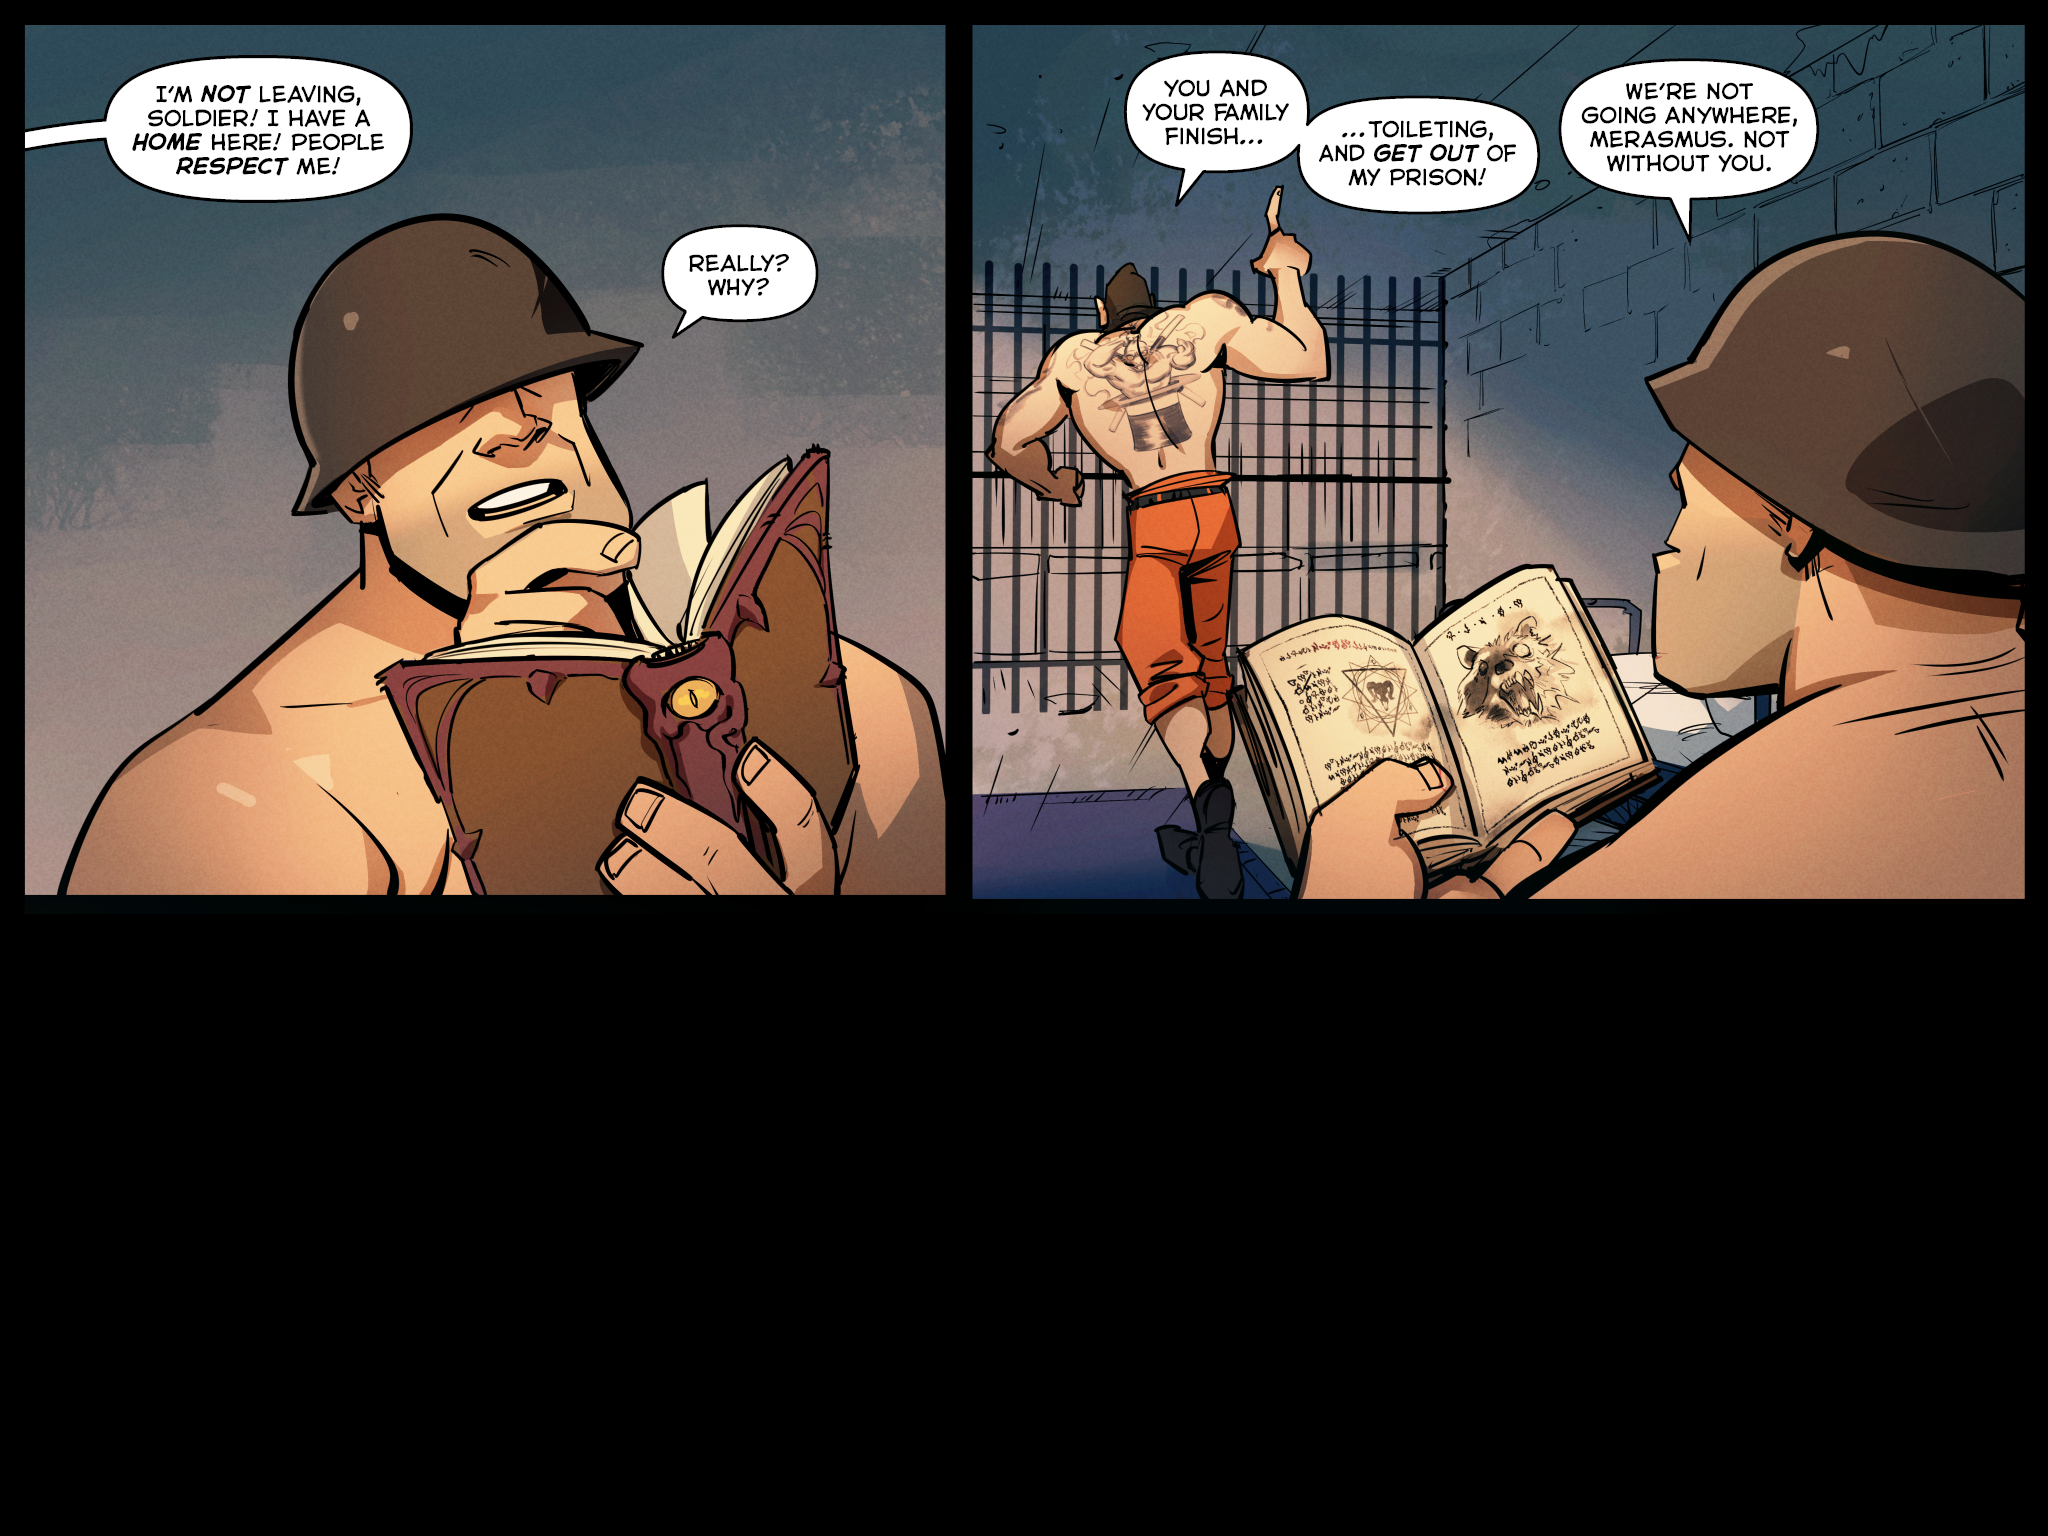 I'M NOT LEAVING,
SOLDIER! I HAVE A
HOME HERE! PEOPLE
RESPECT ME!
REALLY?
WHY?
YOU AND
YOUR FAMILY
FINISH...
...TOILETING,
AND GET OUT OF
MY PRISON!
WE'RE NOT
GOING ANYWHERE,
MERASMUS. NOT
WITHOUT YOU.